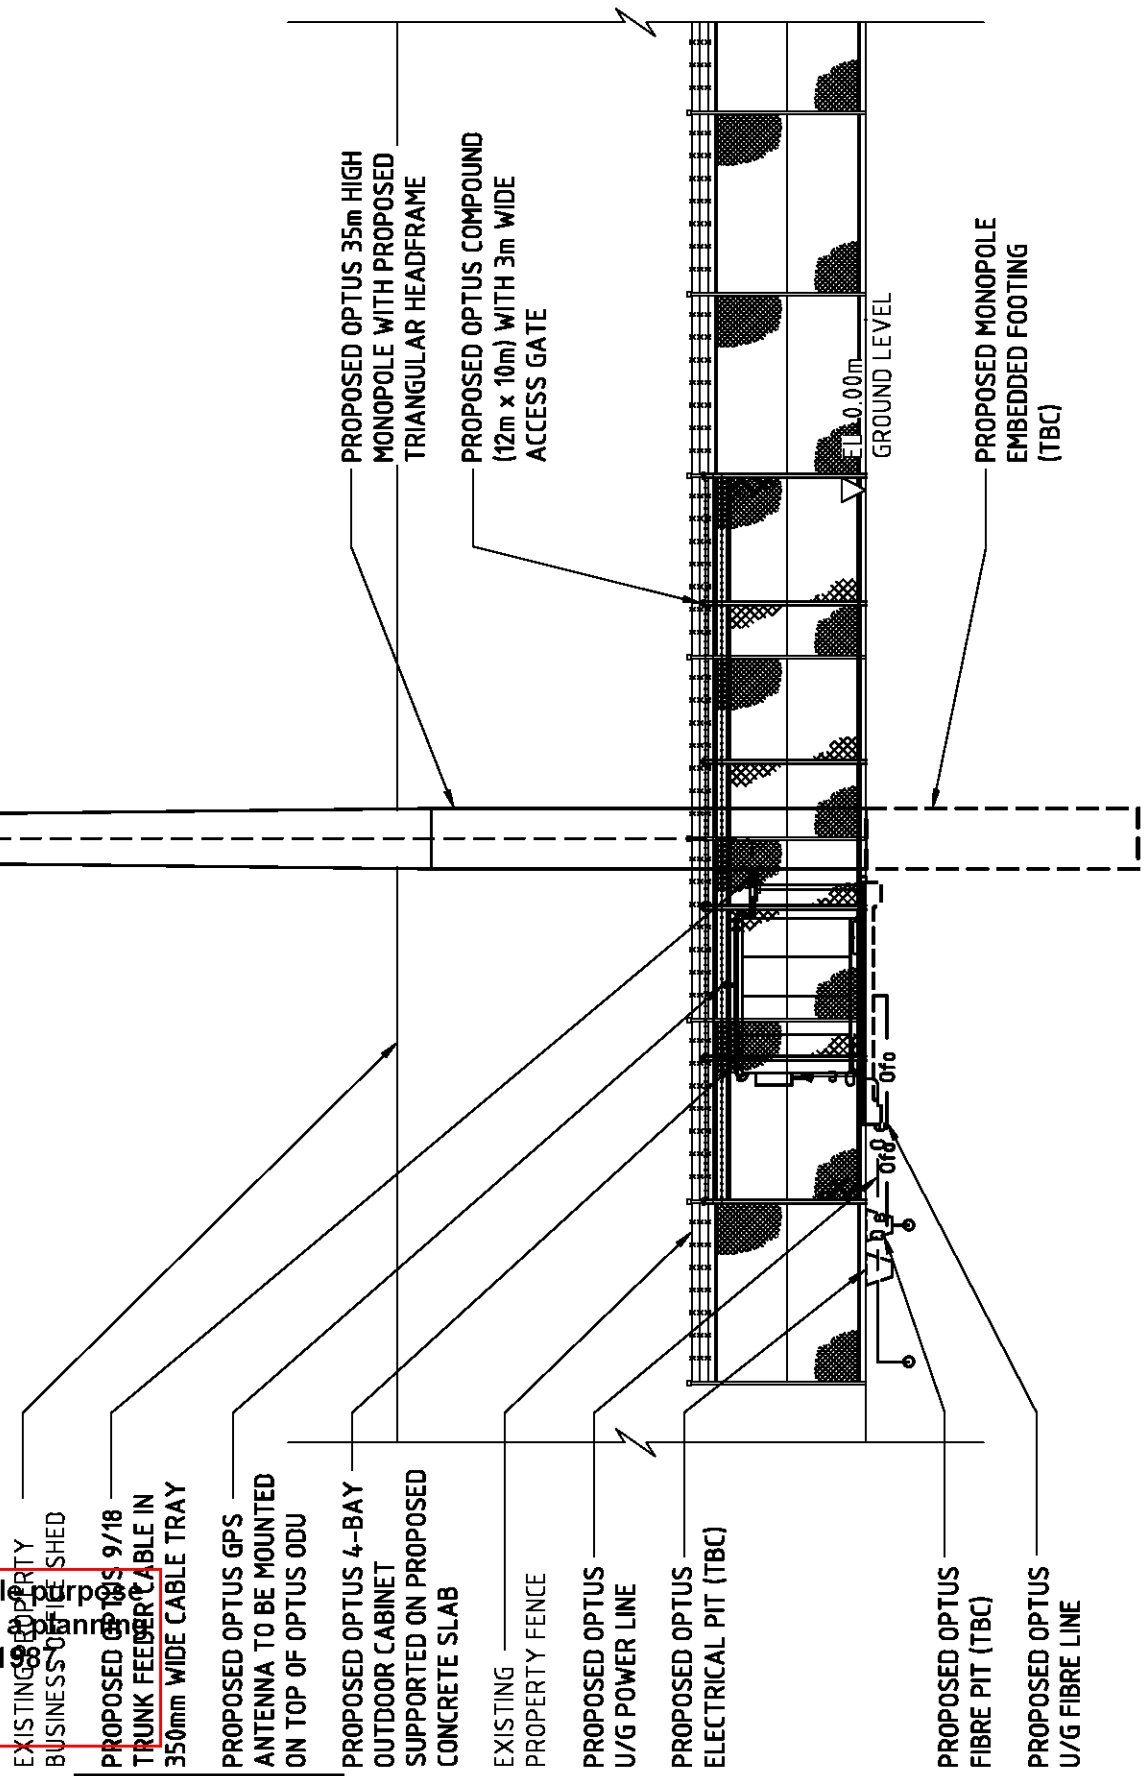 PROPOSED OPTUS 35m HIGH
MONOPOLE WITH PROPOSED
TRIANGULAR HEADFRAME
PROPOSED OPTUS COMPOUND
(12m x 10m) WITH 3m WIDE
ACCESS GATE
EL 0.00m
GROUND LEVEL
PROPOSED MONOPOLE
EMBEDDED FOOTING
(TBC)
EXISTING PROPERTY
BUSINESS OFFICE SHED
PROPOSED OPTUS 9/18
TRUNK FEEDER CABLE IN
350mm WIDE CABLE TRAY
PROPOSED OPTUS GPS
ANTENNA TO BE MOUNTED
ON TOP OF OPTUS ODU
PROPOSED OPTUS 4-BAY
OUTDOOR CABINET
SUPPORTED ON PROPOSED
CONCRETE SLAB
EXISTING
PROPERTY FENCE
PROPOSED OPTUS
U/G POWER LINE
PROPOSED OPTUS
ELECTRICAL PIT (TBC)
PROPOSED OPTUS
FIBRE PIT (TBC)
PROPOSED OPTUS
U/G FIBRE LINE
Ofo
Ofo
purpose
a planning
1987